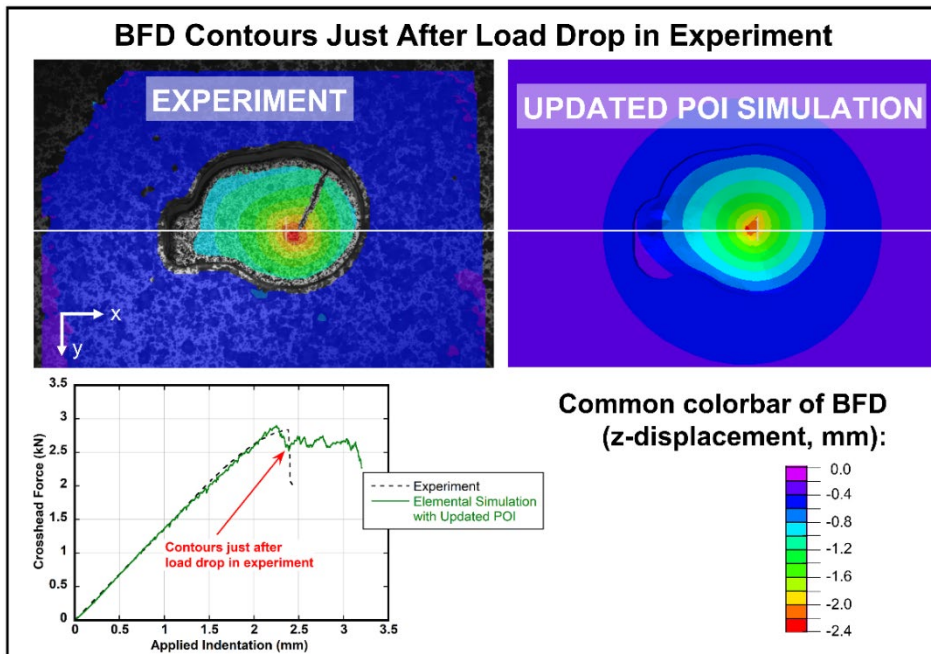 BFD Contours Just After Load Drop in Experiment
EXPERIMENT
UPDATED POI SIMULATION
x
y
3.5
3
2.5
2
1.5
1
0.5
0
Crosshead Force (kN)
Experiment
Elemental Simulation
with Updated POI
Contours just after
load drop in experiment
0 0.5 1 1.5 2 2.5 3 3.5
Applied Indentation (mm)
Common colorbar of BFD
(z-displacement, mm):
0.0
-0.4
-0.8
-1.2
-1.6
-2.0
-2.4